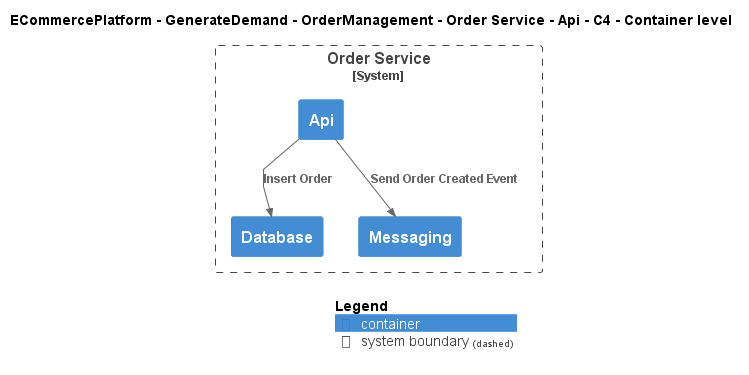 ECommercePlatform - GenerateDemand - OrderManagement - Order Service - Api - C4 - Container level
Order Service
[System]
Api
Insert Order
Send Order Created Event
Database
Messaging
Legend
container
system boundary (dashed)